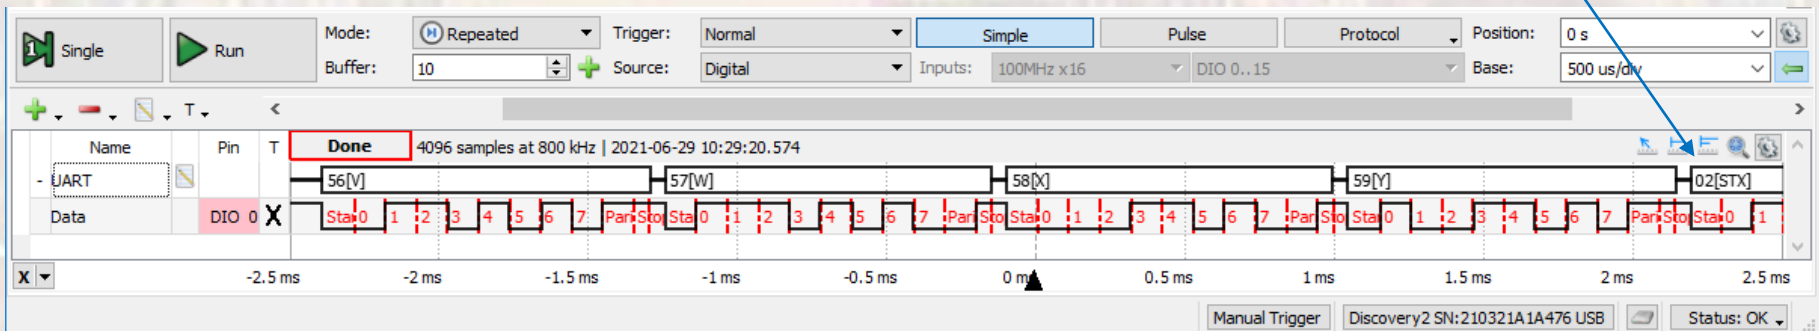 Single Run Mode: Repeated Trigger: Normal Simple Pulse Protocol Position: 0 s
Buffer: 10 Source: Digital Inputs: 100MHz x16 DIO 0..15 Base: 500 us/div
T
Name Pin T Done 4096 samples at 800 kHz | 2021-06-29 10:29:20.574
- UART 56[V] 57[W] 58[X] 59[Y] 02[STX]
Data DIO 0 X Sta 0 1 2 3 4 5 6 7 Pari Sto Sta 0 1 2 3 4 5 6 7 Pari Sto Sta 0 1 2 3 4 5 6 7 Pari Sto Sta 0 1 2 3 4 5 6 7 Pari Sto Sta 0 1
X -2.5 ms -2 ms -1.5 ms -1 ms -0.5 ms 0 ms 0.5 ms 1 ms 1.5 ms 2 ms 2.5 ms
Manual Trigger Discovery2 SN:210321A1A476 USB Status: OK